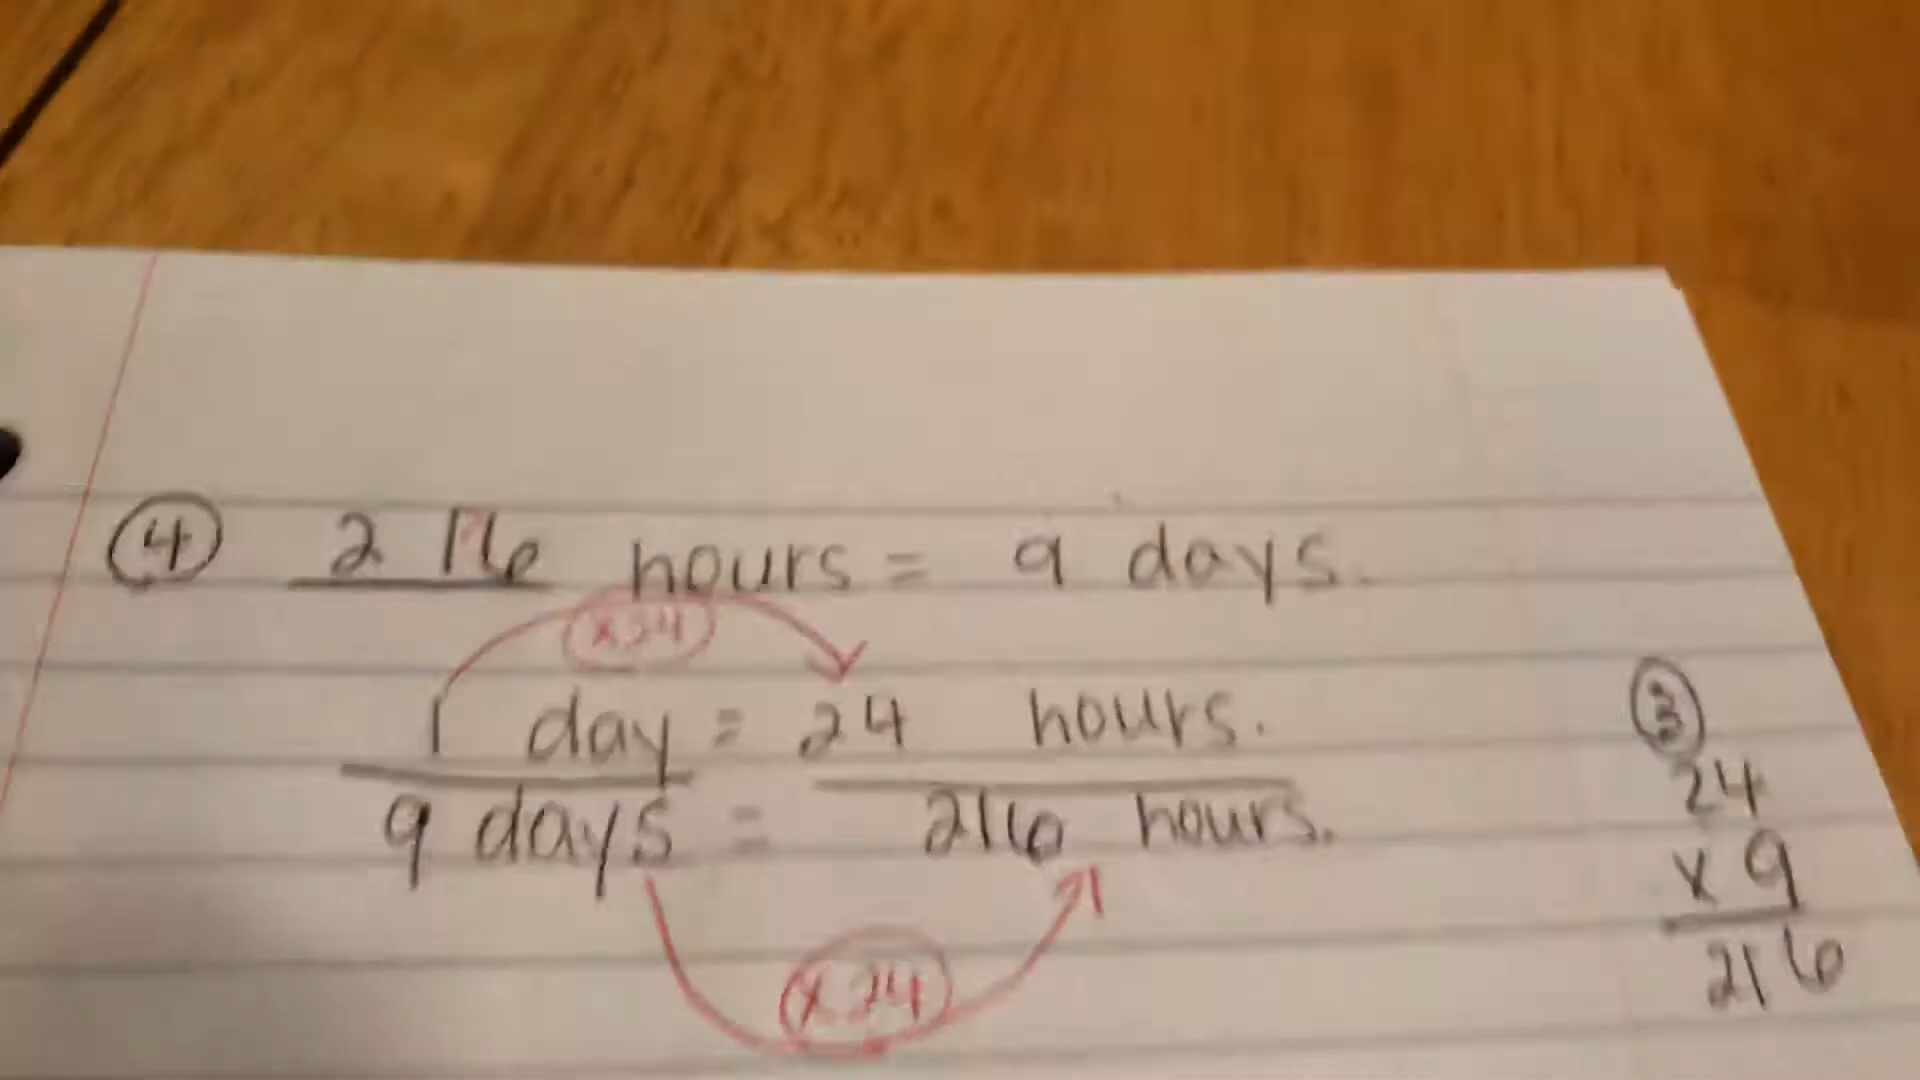 ④ 216 hours = 9 days.
x24
1 day = 24 hours.
9 days = 216 hours.
x24
③
24
x 9
216